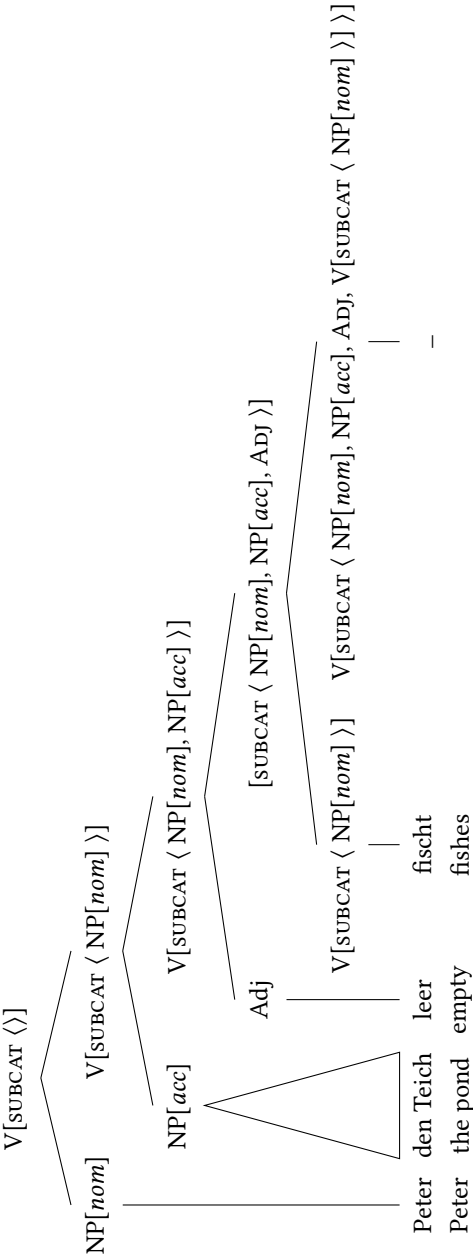 V[SUBCAT ⟨⟩]
NP[nom] V[SUBCAT ⟨ NP[nom] ⟩]
NP[acc] V[SUBCAT ⟨ NP[nom], NP[acc] ⟩]
Adj [SUBCAT ⟨ NP[nom], NP[acc], ADJ ⟩]
V[SUBCAT ⟨ NP[nom] ⟩] V[SUBCAT ⟨ NP[nom], NP[acc], ADJ, V[SUBCAT ⟨ NP[nom] ⟩] ⟩]
Peter den Teich leer fischt –
Peter the pond empty fishes